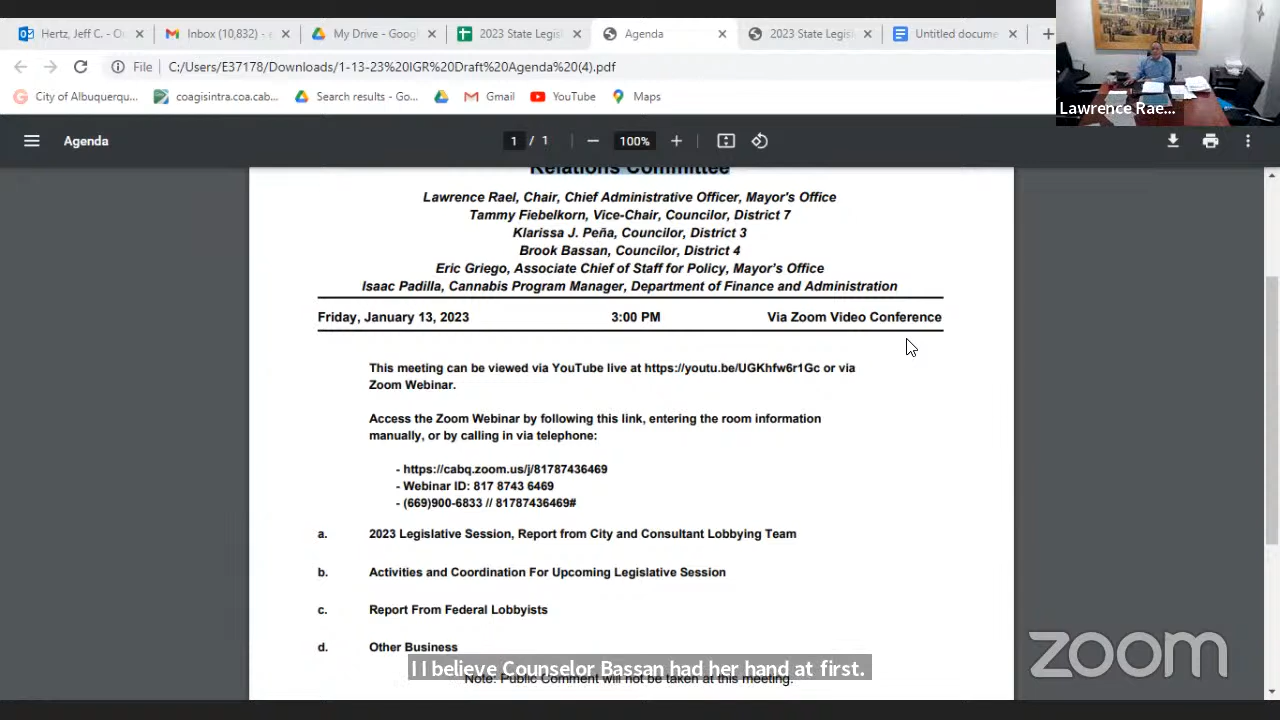 Hertz, Jeff C. - O
Inbox (10,832) - e
My Drive - Goog
2023 State Legis
Agenda
2023 State Legis
Untitled docume
File
C:/Users/E37178/Downloads/1-13-23%20IGR%20Draft%20Agenda%20(4).pdf
City of Albuquerqu...
coagisintra.coa.cab...
Search results - Go...
Gmail
YouTube
Maps
Lawrence Rae...
Agenda
1 / 1
100%
Relations Committee
Lawrence Rael, Chair, Chief Administrative Officer, Mayor's Office
Tammy Fiebelkorn, Vice-Chair, Councilor, District 7
Klarissa J. Peña, Councilor, District 3
Brook Bassan, Councilor, District 4
Eric Griego, Associate Chief of Staff for Policy, Mayor's Office
Isaac Padilla, Cannabis Program Manager, Department of Finance and Administration
Friday, January 13, 2023 3:00 PM Via Zoom Video Conference
This meeting can be viewed via YouTube live at https://youtu.be/UGKhfw6r1Gc or via
Zoom Webinar.
Access the Zoom Webinar by following this link, entering the room information
manually, or by calling in via telephone:
- https://cabq.zoom.us/j/81787436469
- Webinar ID: 817 8743 6469
- (669)900-6833 // 81787436469#
a. 2023 Legislative Session, Report from City and Consultant Lobbying Team
b. Activities and Coordination For Upcoming Legislative Session
c. Report From Federal Lobbyists
d. Other Business
I I believe Counselor Bassan had her hand at first.
Note: Public Comment will not be taken at this meeting.
zoom